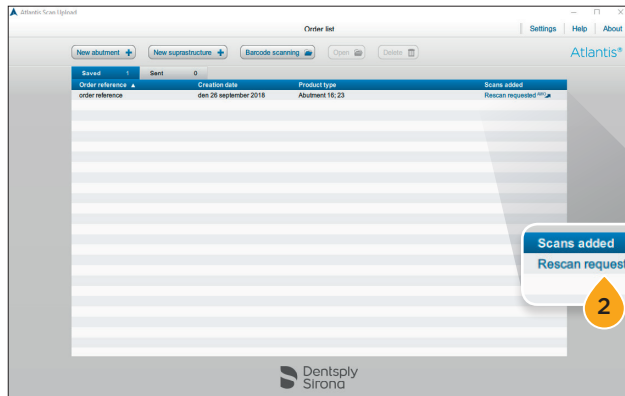 Atlantis Scan Upload
Order list
Settings Help About
New abutment + New suprastructure + Barcode scanning Open Delete
Atlantis®
Saved 1 Sent 0
Order reference ▲ Creation date Product type Scans added
order reference den 26 september 2018 Abutment 16; 23 Rescan requested
Scans added
Rescan request
2
Dentsply
Sirona